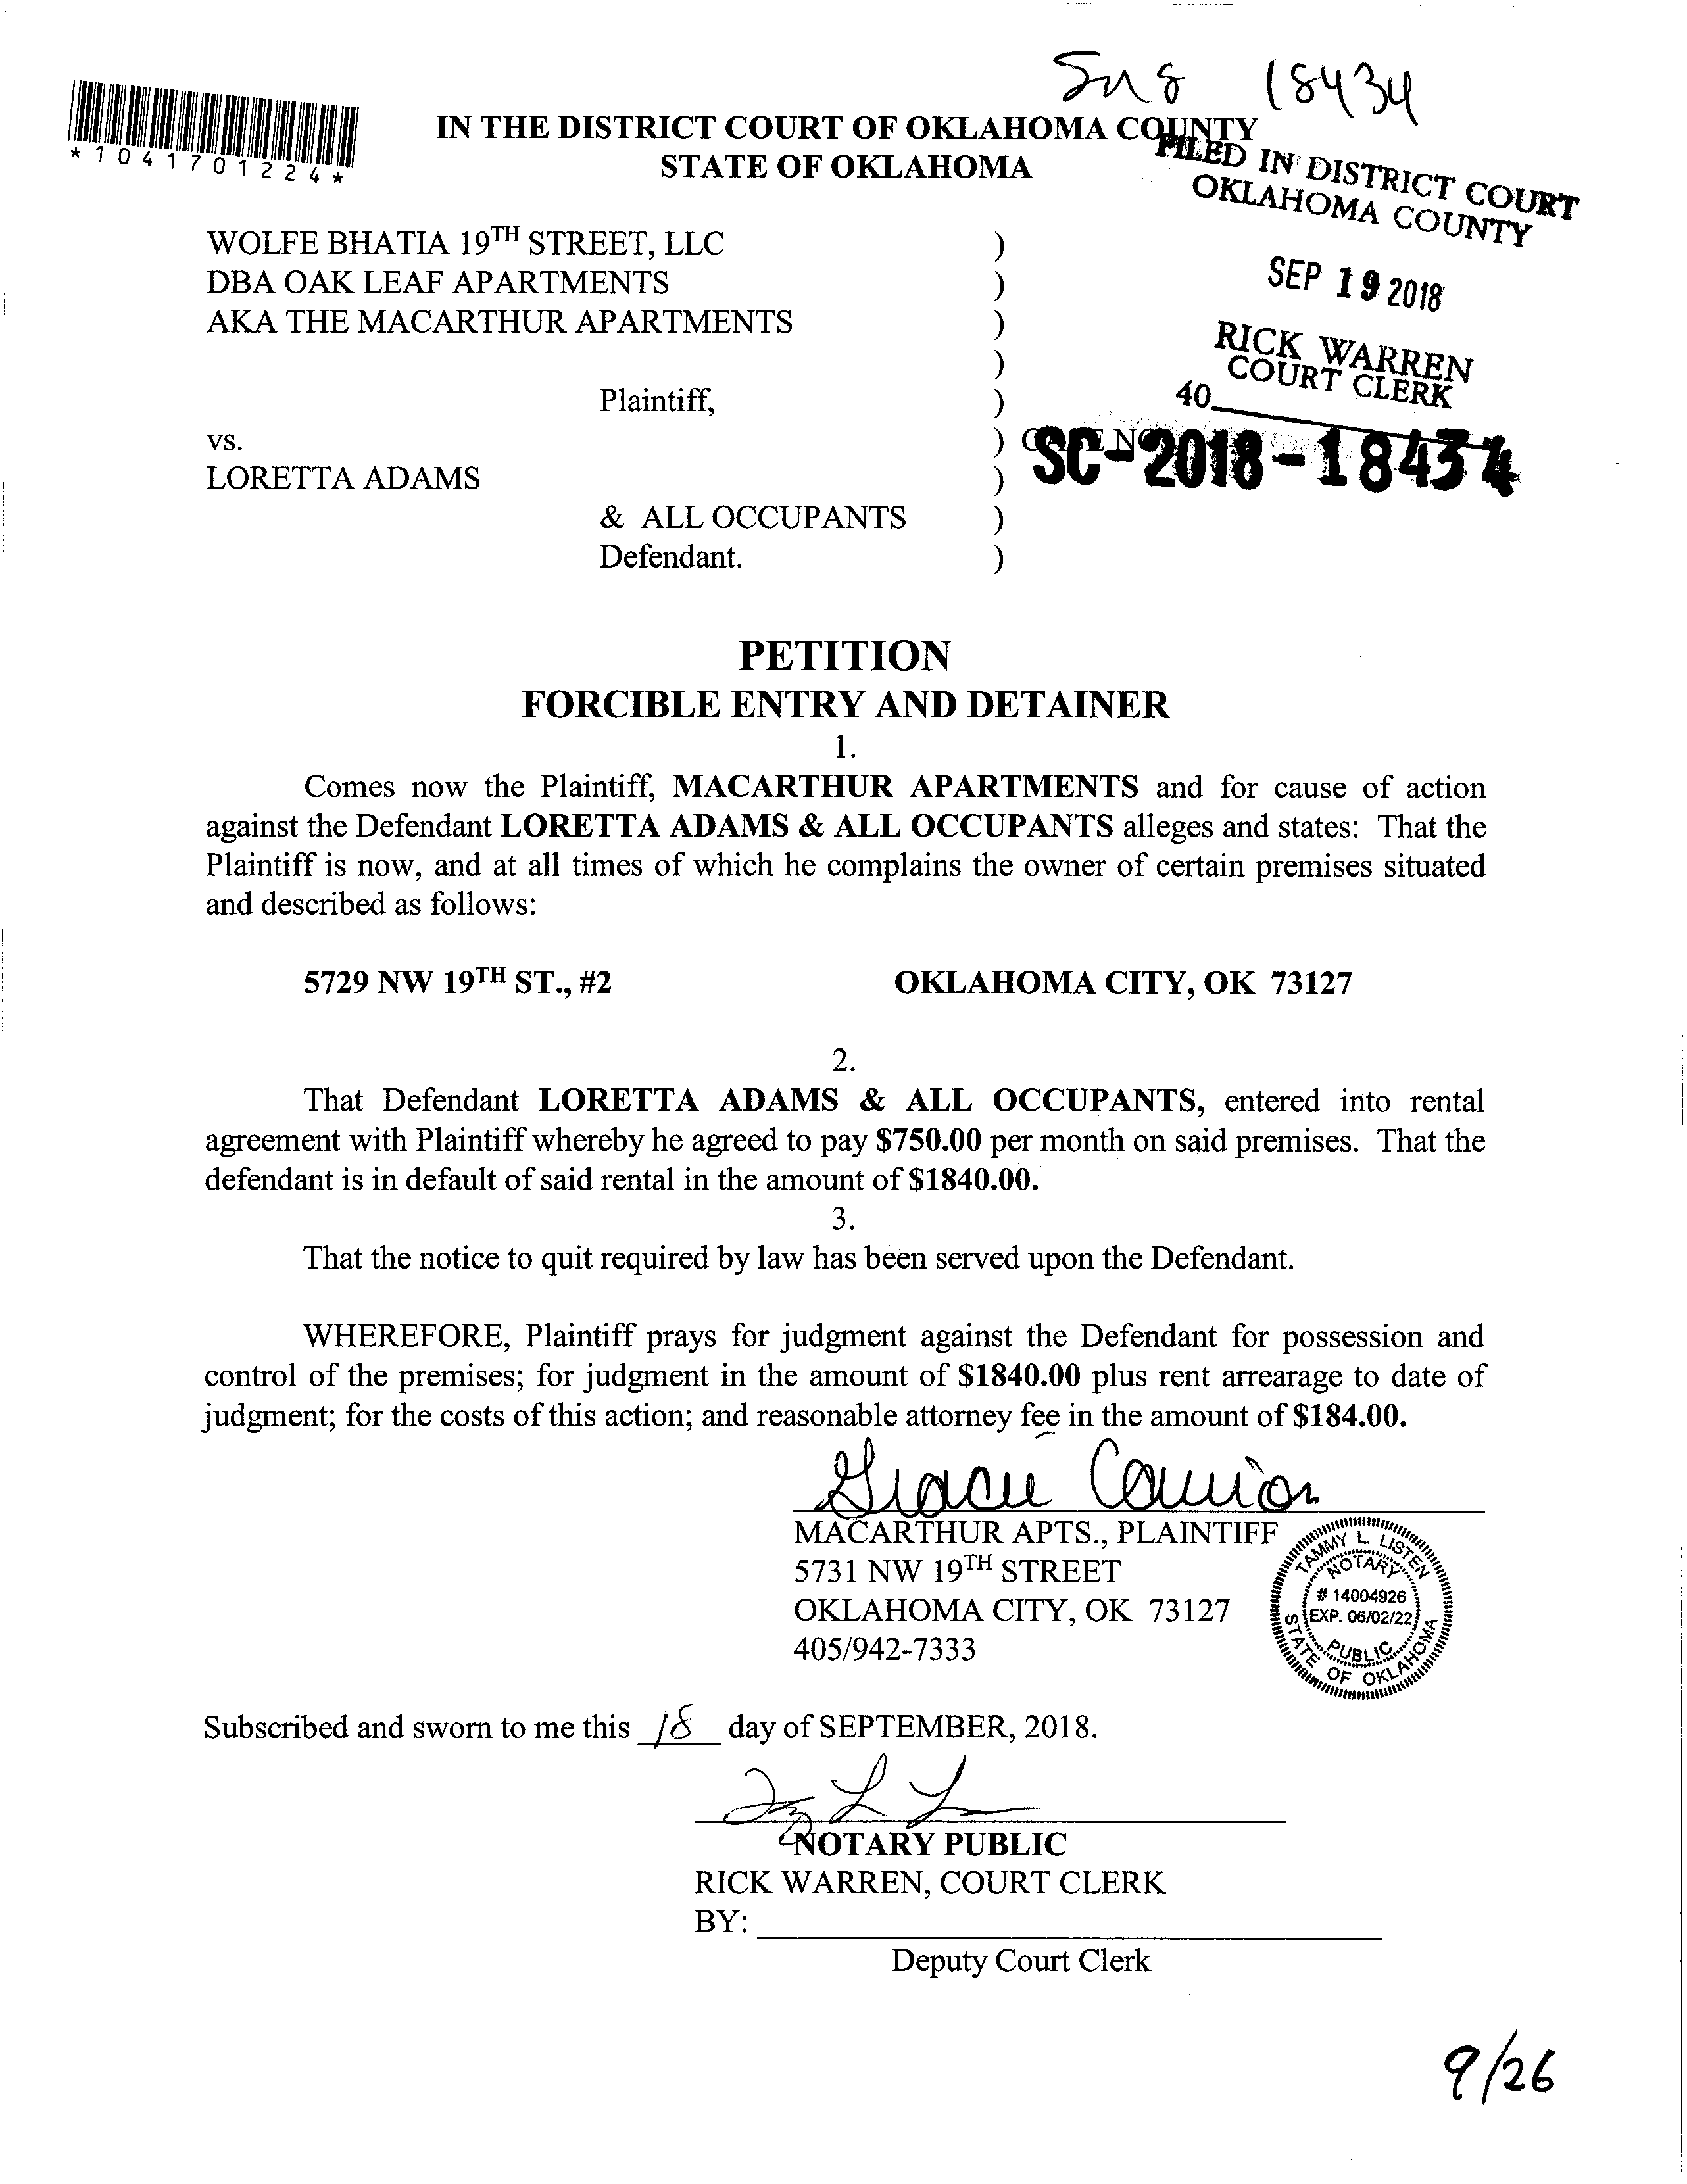 18434
*1041701224*
IN THE DISTRICT COURT OF OKLAHOMA COUNTY
STATE OF OKLAHOMA
FILED IN DISTRICT COURT
OKLAHOMA COUNTY
SEP 19 2018
RICK WARREN
COURT CLERK
40
SC-2018-18434
WOLFE BHATIA 19TH STREET, LLC )
DBA OAK LEAF APARTMENTS )
AKA THE MACARTHUR APARTMENTS )
)
Plaintiff, )
vs. )
LORETTA ADAMS )
& ALL OCCUPANTS )
Defendant. )
PETITION
FORCIBLE ENTRY AND DETAINER
1.
Comes now the Plaintiff, MACARTHUR APARTMENTS and for cause of action
against the Defendant LORETTA ADAMS & ALL OCCUPANTS alleges and states: That the
Plaintiff is now, and at all times of which he complains the owner of certain premises situated
and described as follows:
5729 NW 19TH ST., #2 OKLAHOMA CITY, OK 73127
2.
That Defendant LORETTA ADAMS & ALL OCCUPANTS, entered into rental
agreement with Plaintiff whereby he agreed to pay $750.00 per month on said premises. That the
defendant is in default of said rental in the amount of $1840.00.
3.
That the notice to quit required by law has been served upon the Defendant.
WHEREFORE, Plaintiff prays for judgment against the Defendant for possession and
control of the premises; for judgment in the amount of $1840.00 plus rent arrearage to date of
judgment; for the costs of this action; and reasonable attorney fee in the amount of $184.00.
MACARTHUR APTS., PLAINTIFF
5731 NW 19TH STREET
OKLAHOMA CITY, OK 73127
405/942-7333
TAMMY L. LISTEN
NOTARY
# 14004926
EXP. 06/02/22
PUBLIC
STATE OF OKLAHOMA
Subscribed and sworn to me this 18 day of SEPTEMBER, 2018.
NOTARY PUBLIC
RICK WARREN, COURT CLERK
BY:
Deputy Court Clerk
9/26